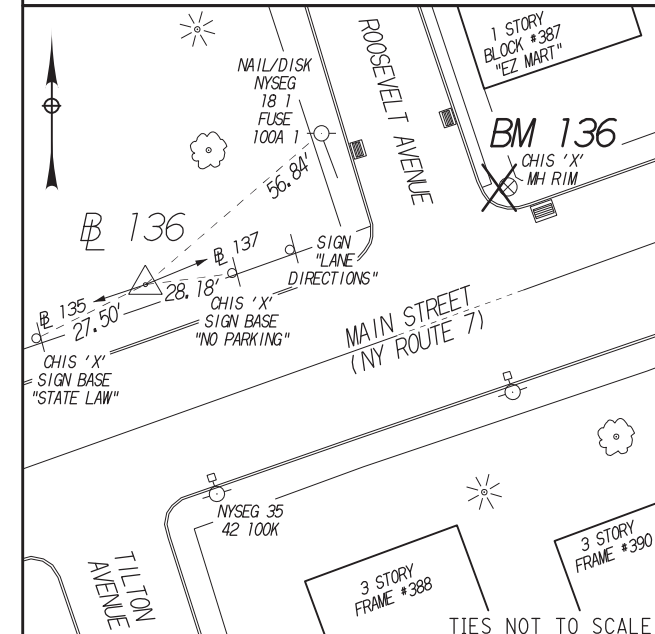 1 STORY
BLOCK #387
"EZ MART"
NAIL/DISK
NYSEG
18 1
FUSE
100A 1
ROOSEVELT AVENUE
BM 136
CHIS 'X'
MH RIM
56.84'
BL 136
BL 137
SIGN
"LANE
DIRECTIONS"
28.18'
BL 135
27.50'
CHIS 'X'
SIGN BASE
"NO PARKING"
MAIN STREET
(NY ROUTE 7)
CHIS 'X'
SIGN BASE
"STATE LAW"
NYSEG 35
42 100K
TILTON
AVENUE
3 STORY
FRAME #388
3 STORY
FRAME #390
TIES NOT TO SCALE